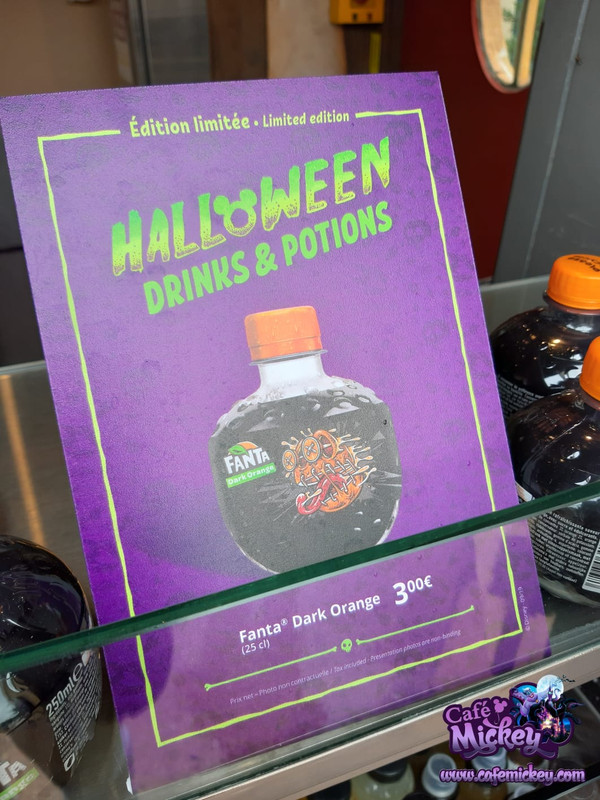 Édition limitée • Limited edition
HALLOWEEN
DRINKS & POTIONS
FANTA
Dark Orange
Fanta® Dark Orange 3,00€
(25 cl)
Prix net - Photo non contractuelle / Tax included - Presentation photos are non-binding
©Disney
250ml
Café
Mickey
www.cafemickey.com